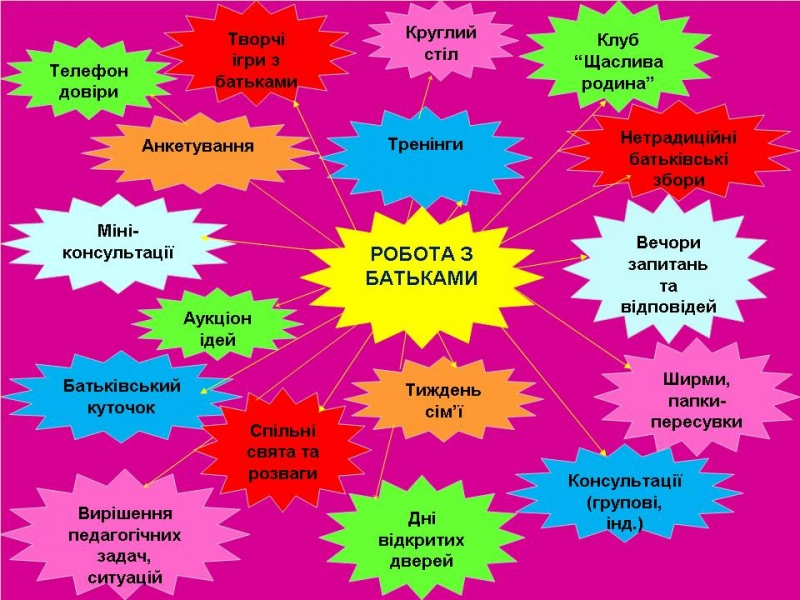 Телефон
довіри
Творчі
ігри з
батьками
Круглий
стіл
Клуб
“Щаслива
родина”
Анкетування
Тренінги
Нетрадиційні
батьківські
збори
Міні-
консультації
РОБОТА З
БАТЬКАМИ
Вечори
запитань
та
відповідей
Аукціон
ідей
Батьківський
куточок
Спільні
свята та
розваги
Тиждень
сім’ї
Ширми,
папки-
пересувки
Вирішення
педагогічних
задач,
ситуацій
Дні
відкритих
дверей
Консультації
(групові,
інд.)